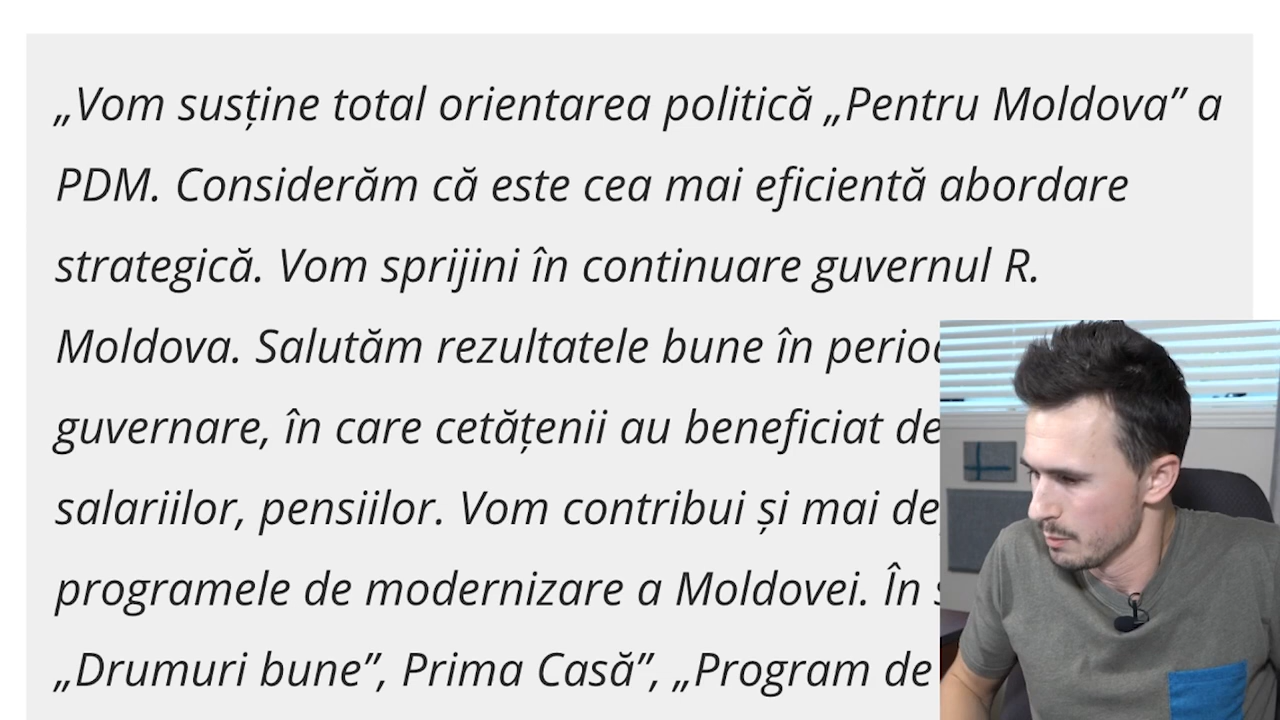 „Vom susține total orientarea politică „Pentru Moldova” a
PDM. Considerăm că este cea mai eficientă abordare
strategică. Vom sprijini în continuare guvernul R.
Moldova. Salutăm rezultatele bune în
guvernare, în care cetățenii au beneficiat de
salariilor, pensiilor. Vom contribui și mai
programele de modernizare a Moldovei. În
„Drumuri bune”, Prima Casă”, „Program de